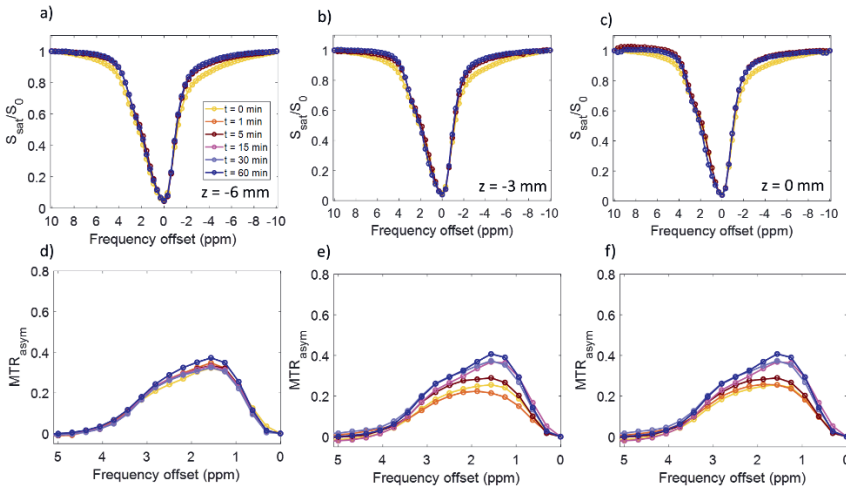 a)
b)
c)
1
0.8
0.6
0.4
0.2
0
S_sat/S_0
t = 0 min
t = 1 min
t = 5 min
t = 15 min
t = 30 min
t = 60 min
z = -6 mm
10 8 6 4 2 0 -2 -4 -6 -8 -10
Frequency offset (ppm)
1
0.8
0.6
0.4
0.2
0
S_sat/S_0
z = -3 mm
10 8 6 4 2 0 -2 -4 -6 -8 -10
Frequency offset (ppm)
1
0.8
0.6
0.4
0.2
0
S_sat/S_0
z = 0 mm
10 8 6 4 2 0 -2 -4 -6 -8 -10
Frequency offset (ppm)
d)
e)
f)
0.8
0.6
0.4
0.2
0
MTR_asym
5 4 3 2 1 0
Frequency offset (ppm)
0.8
0.6
0.4
0.2
0
MTR_asym
5 4 3 2 1 0
Frequency offset (ppm)
0.8
0.6
0.4
0.2
0
MTR_asym
5 4 3 2 1 0
Frequency offset (ppm)